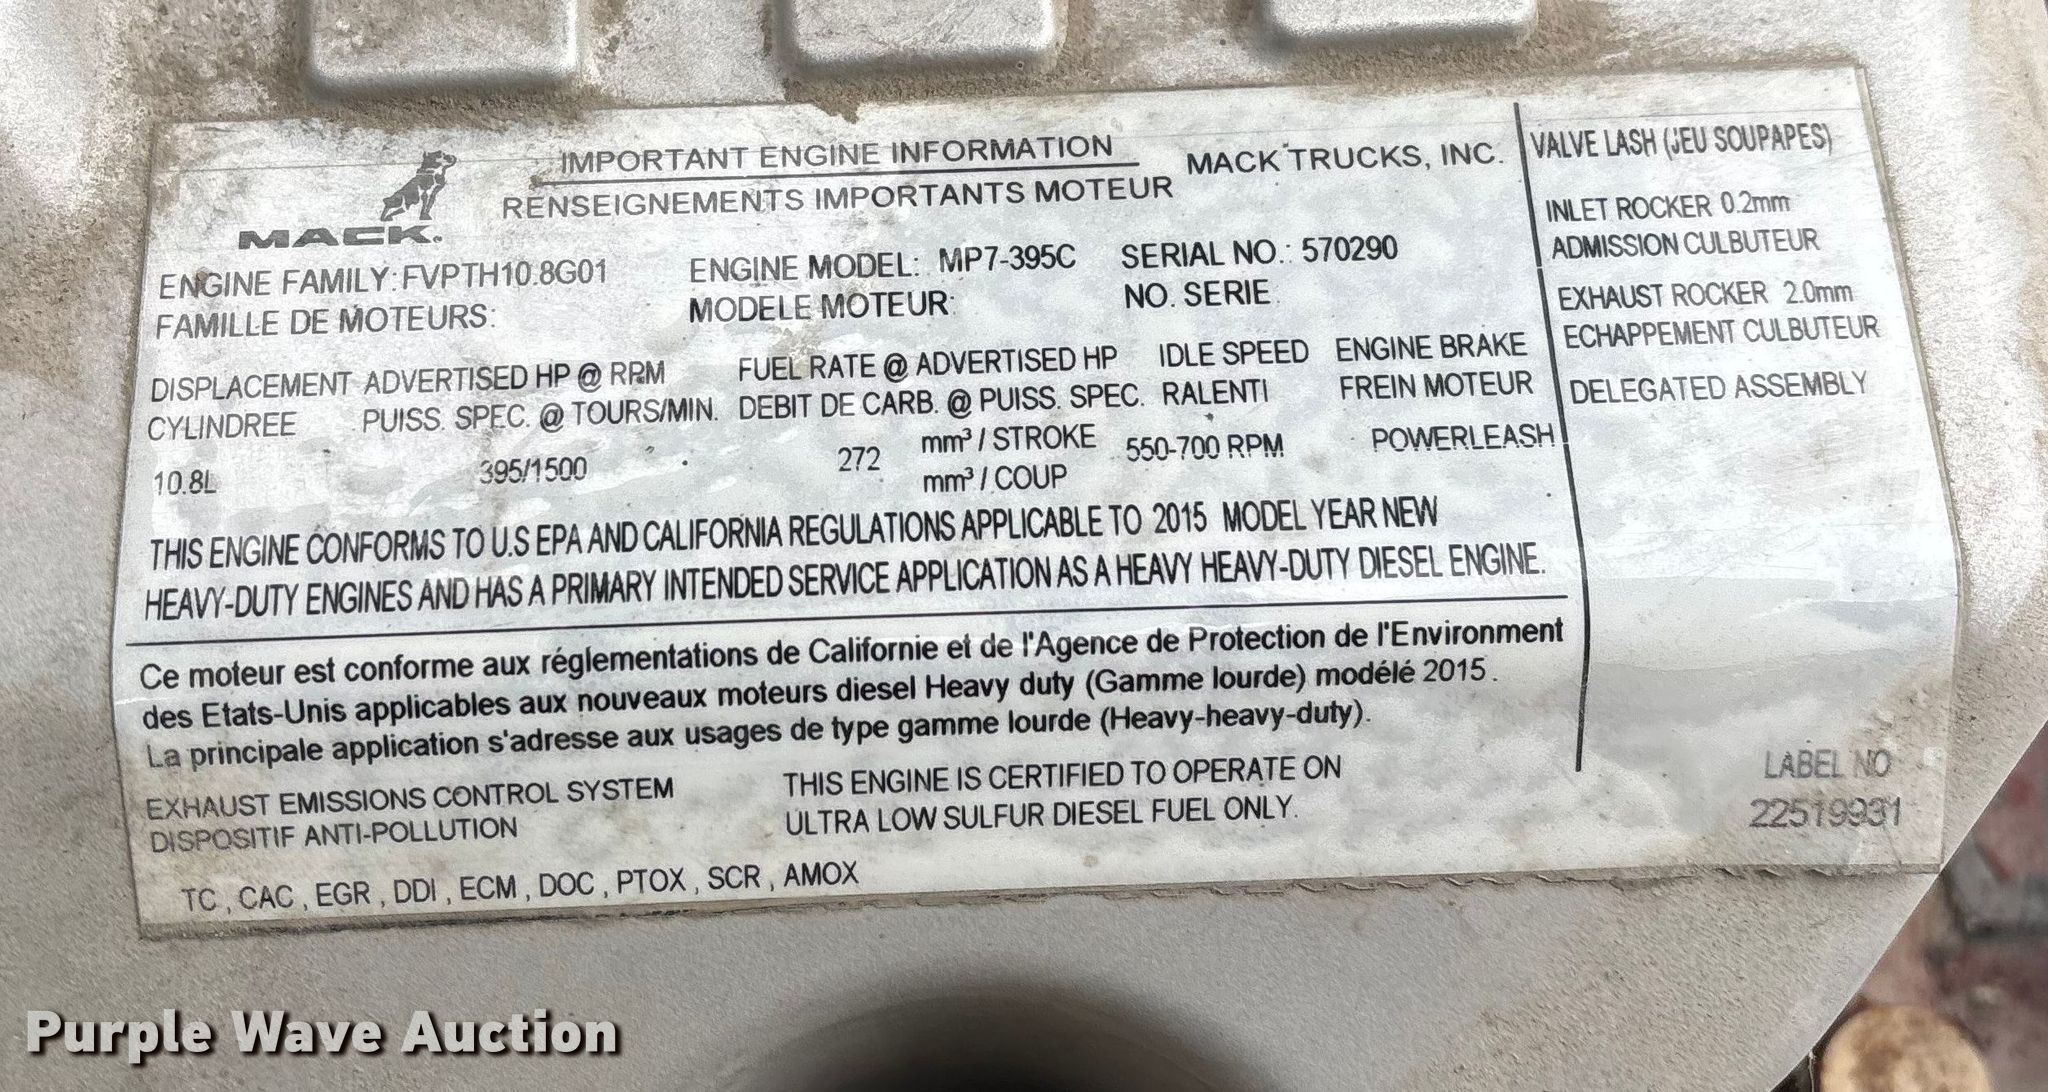 IMPORTANT ENGINE INFORMATION
RENSEIGNEMENTS IMPORTANTS MOTEUR
MACK TRUCKS, INC.
MACK.
ENGINE FAMILY: FVPTH10.8G01
FAMILLE DE MOTEURS:
ENGINE MODEL: MP7-395C
MODELE MOTEUR:
SERIAL NO.: 570290
NO. SERIE
DISPLACEMENT
CYLINDREE
10.8L
ADVERTISED HP @ RPM
PUISS. SPEC. @ TOURS/MIN.
395/1500
FUEL RATE @ ADVERTISED HP
DEBIT DE CARB. @ PUISS. SPEC.
272 mm³ / STROKE
mm³ / COUP
IDLE SPEED
RALENTI
550-700 RPM
ENGINE BRAKE
FREIN MOTEUR
POWERLEASH
THIS ENGINE CONFORMS TO U.S EPA AND CALIFORNIA REGULATIONS APPLICABLE TO 2015 MODEL YEAR NEW
HEAVY-DUTY ENGINES AND HAS A PRIMARY INTENDED SERVICE APPLICATION AS A HEAVY HEAVY-DUTY DIESEL ENGINE.
Ce moteur est conforme aux réglementations de Californie et de l'Agence de Protection de l'Environment
des Etats-Unis applicables aux nouveaux moteurs diesel Heavy duty (Gamme lourde) modélé 2015.
La principale application s'adresse aux usages de type gamme lourde (Heavy-heavy-duty).
EXHAUST EMISSIONS CONTROL SYSTEM
DISPOSITIF ANTI-POLLUTION
TC , CAC , EGR , DDI , ECM , DOC , PTOX , SCR , AMOX
THIS ENGINE IS CERTIFIED TO OPERATE ON
ULTRA LOW SULFUR DIESEL FUEL ONLY.
VALVE LASH (JEU SOUPAPES)
INLET ROCKER 0.2mm
ADMISSION CULBUTEUR
EXHAUST ROCKER 2.0mm
ECHAPPEMENT CULBUTEUR
DELEGATED ASSEMBLY
LABEL NO
22519931
Purple Wave Auction